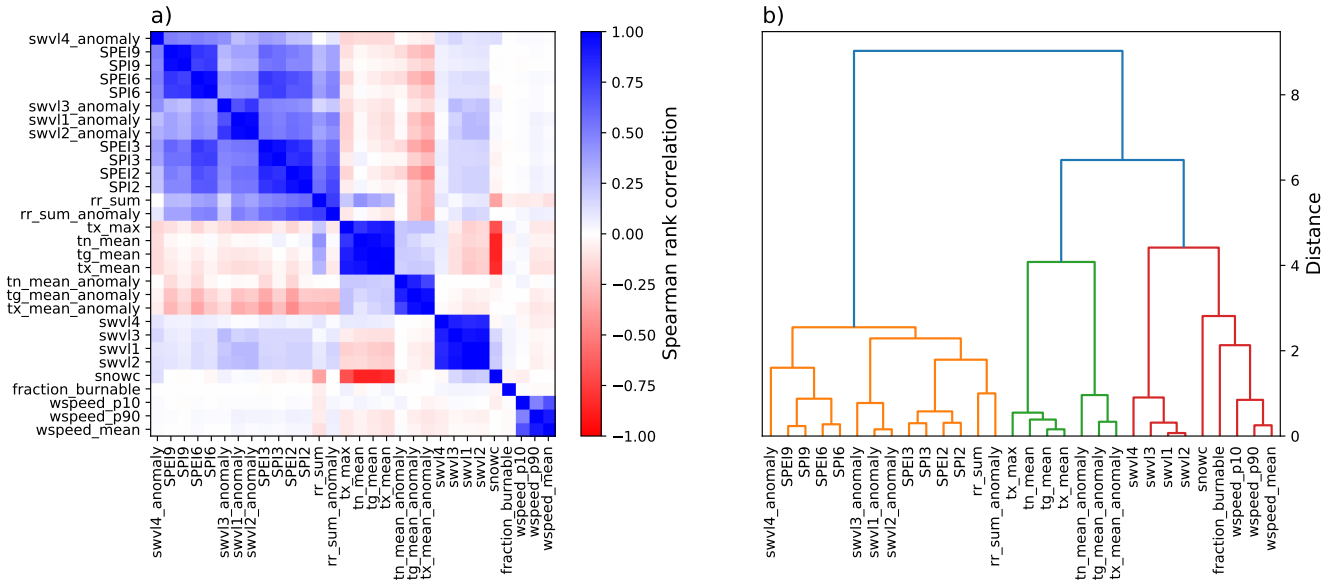 a)
swvl4_anomaly
SPEI9
SPI9
SPEI6
SPI6
swvl3_anomaly
swvl1_anomaly
swvl2_anomaly
SPEI3
SPI3
SPEI2
SPI2
rr_sum
rr_sum_anomaly
tx_max
tn_mean
tg_mean
tx_mean
tn_mean_anomaly
tg_mean_anomaly
tx_mean_anomaly
swvl4
swvl3
swvl1
swvl2
snowc
fraction_burnable
wspeed_p10
wspeed_p90
wspeed_mean
swvl4_anomaly
SPEI9
SPI9
SPEI6
SPI6
swvl3_anomaly
swvl1_anomaly
swvl2_anomaly
SPEI3
SPI3
SPEI2
SPI2
rr_sum
rr_sum_anomaly
tx_max
tn_mean
tg_mean
tx_mean
tn_mean_anomaly
tg_mean_anomaly
tx_mean_anomaly
swvl4
swvl3
swvl1
swvl2
snowc
fraction_burnable
wspeed_p10
wspeed_p90
wspeed_mean
1.00
0.75
0.50
0.25
0.00
−0.25
−0.50
−0.75
−1.00
Spearman rank correlation
b)
swvl4_anomaly
SPEI9
SPI9
SPEI6
SPI6
swvl3_anomaly
swvl1_anomaly
swvl2_anomaly
SPEI3
SPI3
SPEI2
SPI2
rr_sum
rr_sum_anomaly
tx_max
tn_mean
tg_mean
tx_mean
tn_mean_anomaly
tg_mean_anomaly
tx_mean_anomaly
swvl4
swvl3
swvl1
swvl2
snowc
fraction_burnable
wspeed_p10
wspeed_p90
wspeed_mean
8
6
4
2
0
Distance